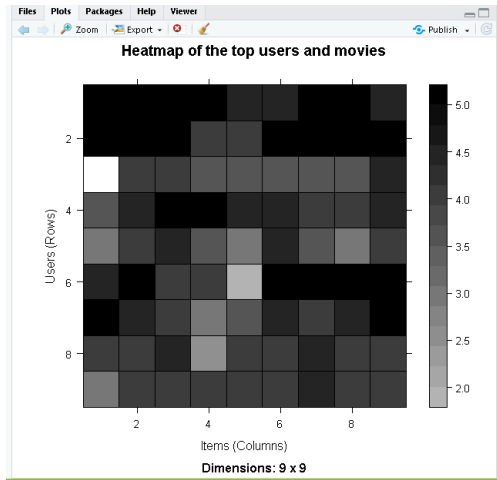 Files Plots Packages Help Viewer
Zoom Export Publish
Heatmap of the top users and movies
Users (Rows)
2
4
6
8
5.0
4.5
4.0
3.5
3.0
2.5
2.0
2 4 6 8
Items (Columns)
Dimensions: 9 x 9